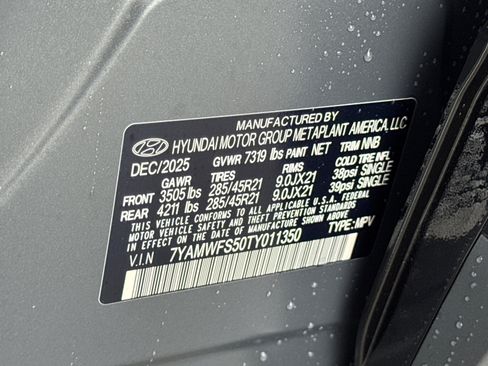 MANUFACTURED BY
HYUNDAI MOTOR GROUP METAPLANT AMERICA, LLC
DEC/2025 GVWR 7319 lbs PAINT NET TRIM NNB
GAWR TIRES RIMS COLD TIRE INFL
FRONT 3505 lbs 285/45R21 9.0JX21 38psi SINGLE
REAR 4211 lbs 285/45R21 9.0JX21 39psi SINGLE
THIS VEHICLE CONFORMS TO ALL APPLICABLE FEDERAL
MOTOR VEHICLE SAFETY STANDARDS IN EFFECT ON
THE DATE OF MANUFACTURE SHOWN ABOVE.
V.I.N 7YAMWFS50TY011350 TYPE:MPV